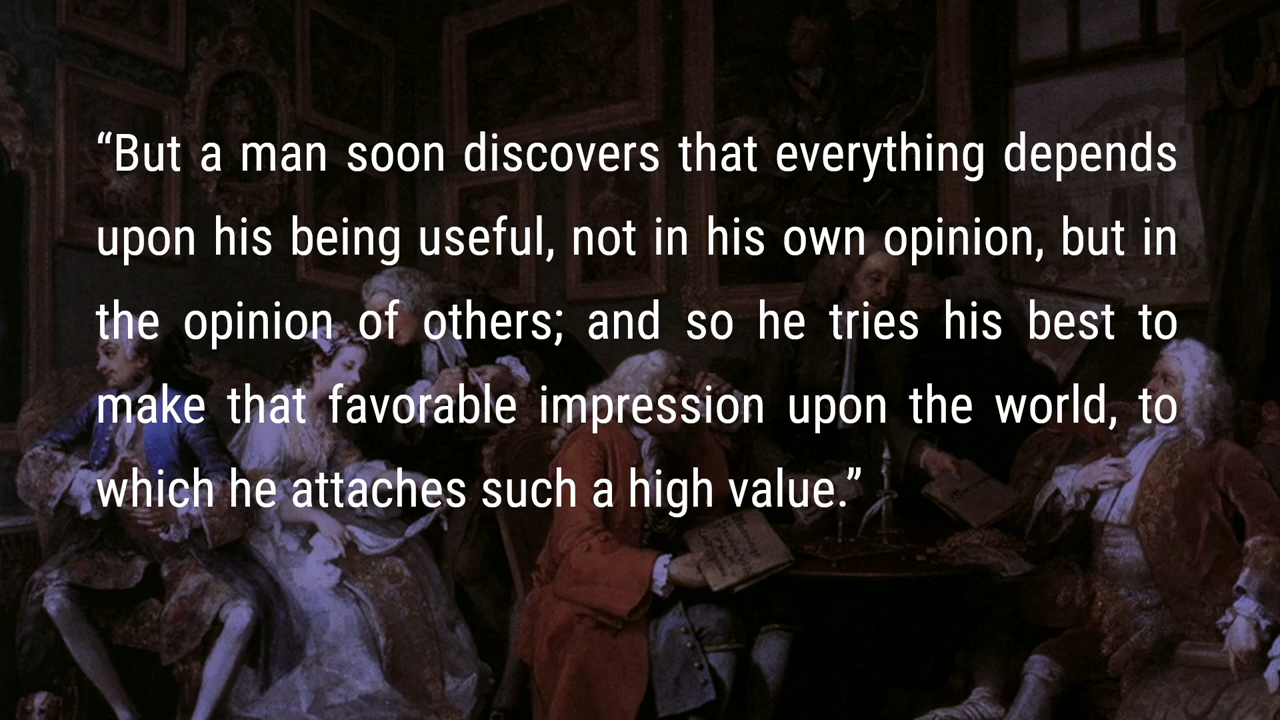 “But a man soon discovers that everything depends
upon his being useful, not in his own opinion, but in
the opinion of others; and so he tries his best to
make that favorable impression upon the world, to
which he attaches such a high value.”